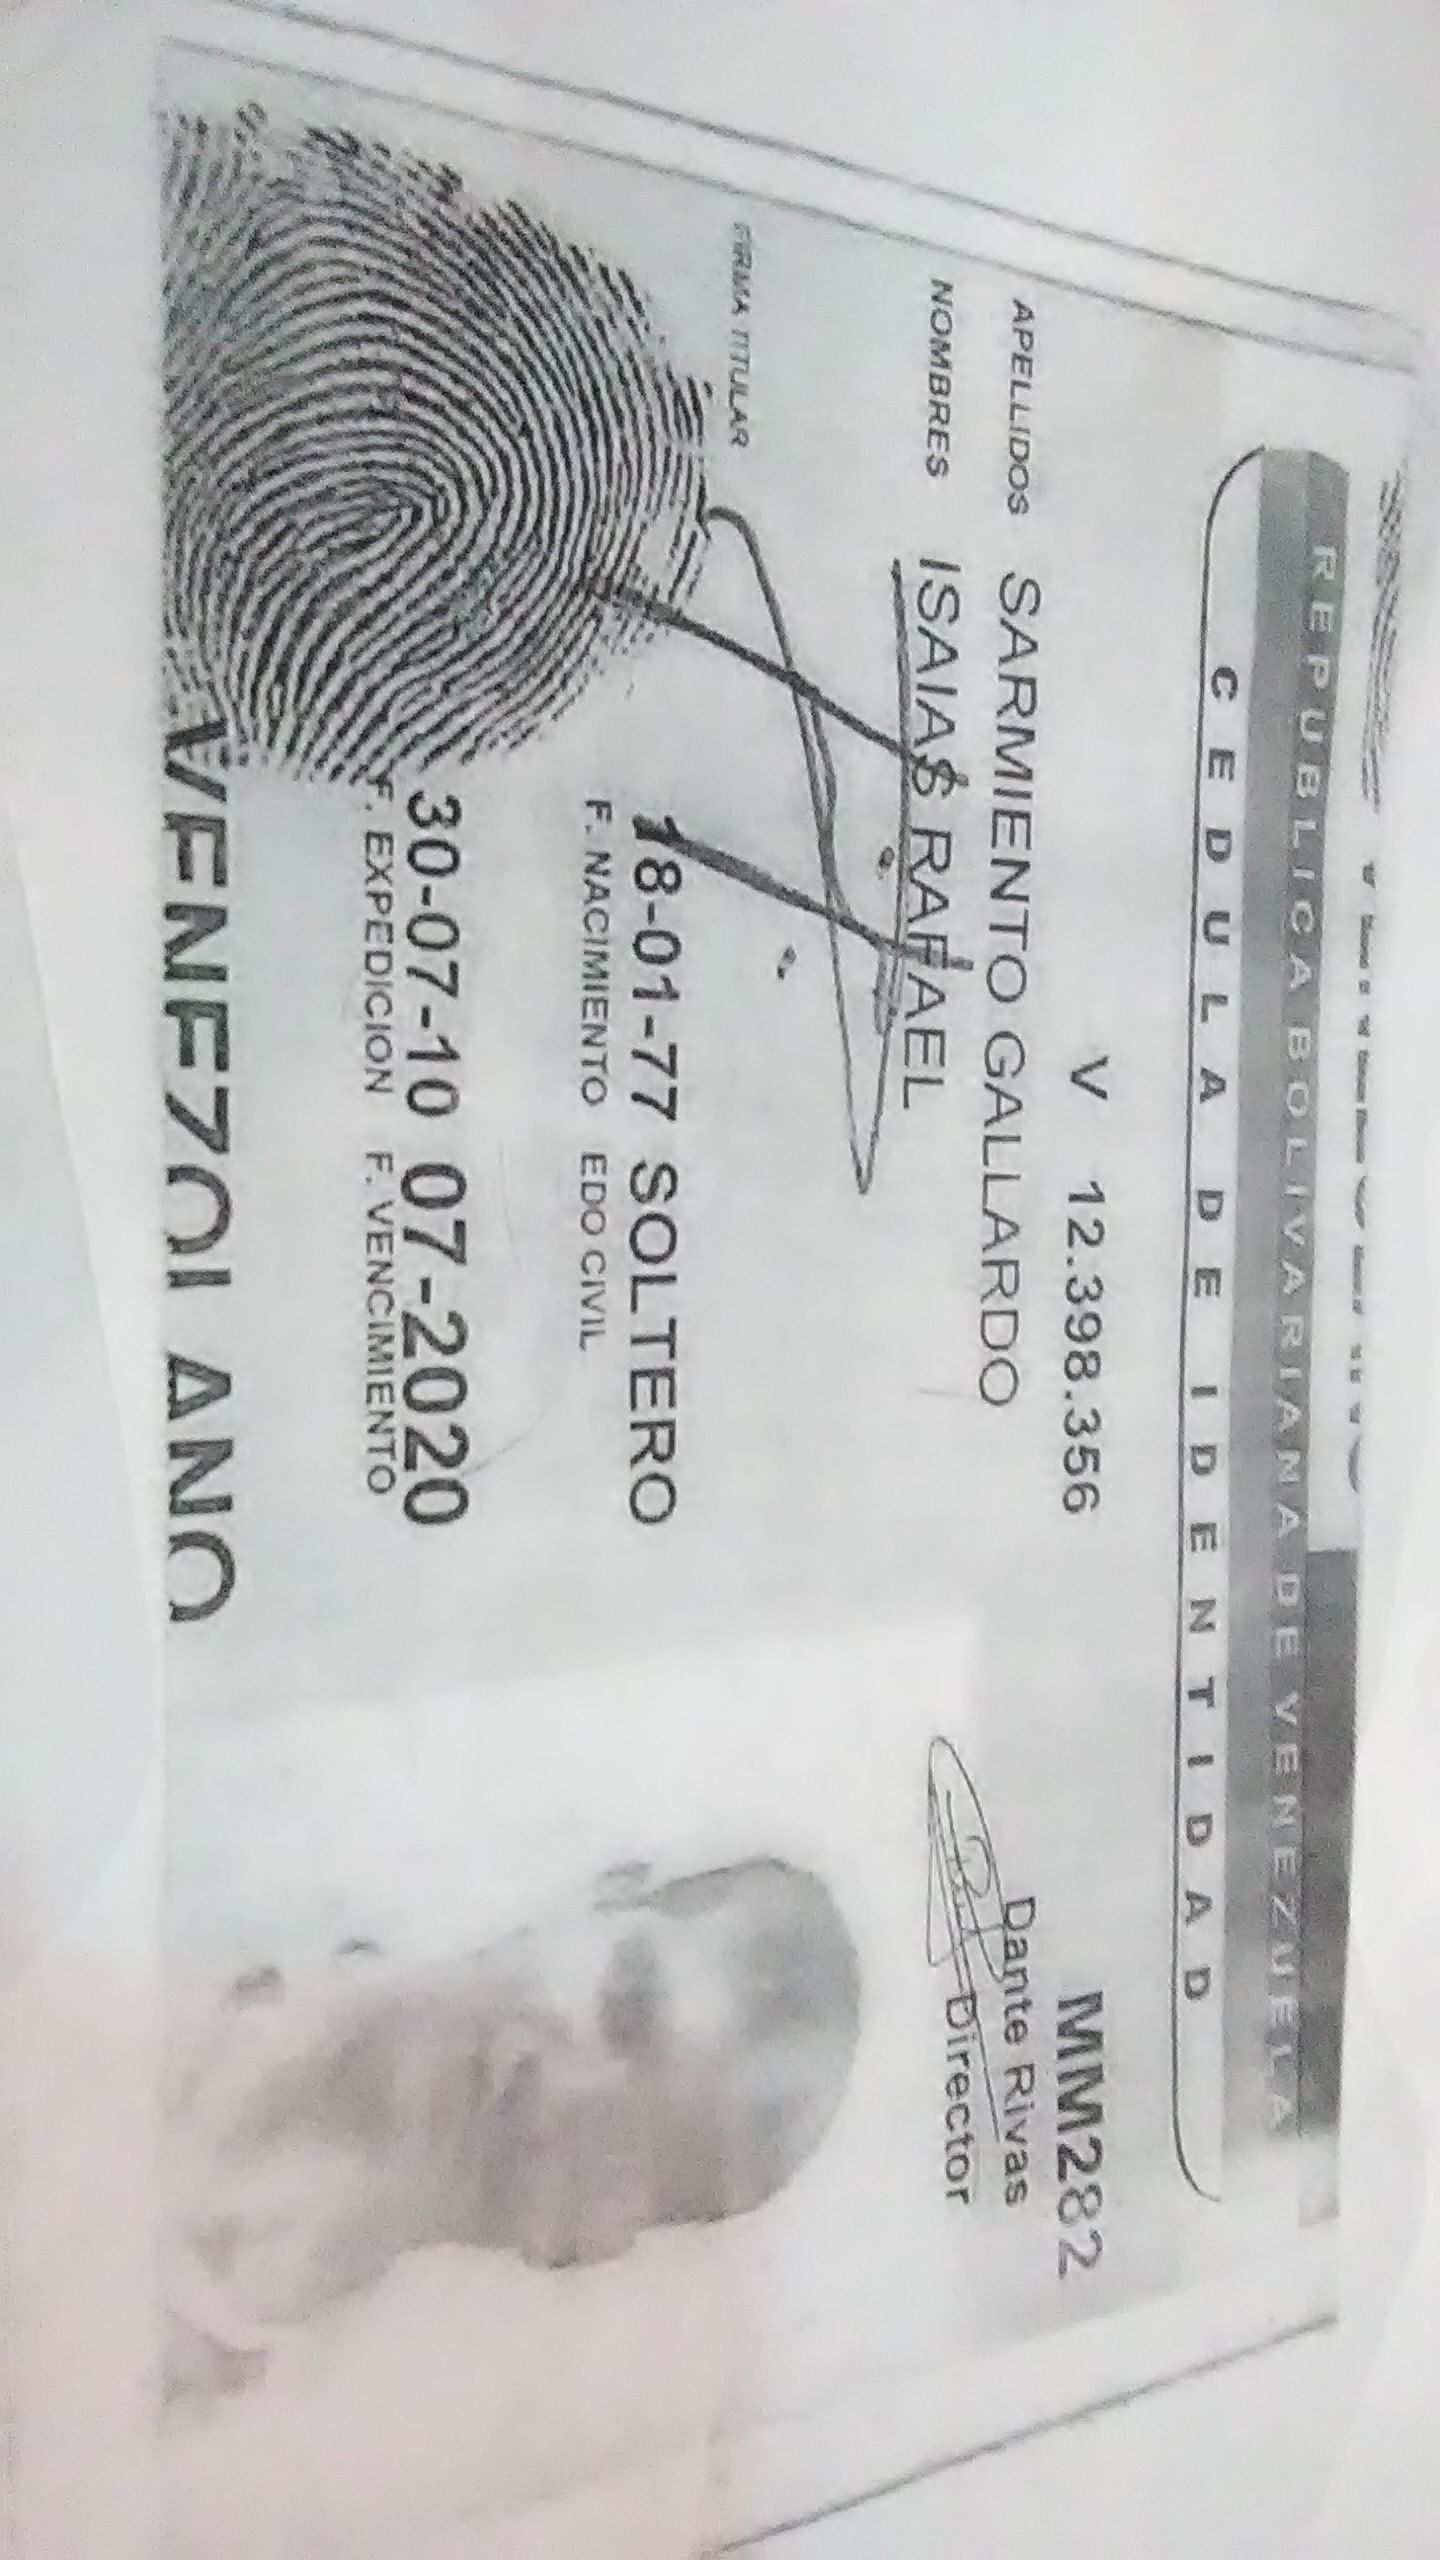 REPUBLICA BOLIVARIANA DE VENEZUELA
CEDULA DE IDENTIDAD
V 12.398.356 MM282
APELLIDOS SARMIENTO GALLARDO Dante Rivas
NOMBRES ISAIAS RAFAEL Director
FIRMA TITULAR
18-01-77 SOLTERO
F. NACIMIENTO EDO CIVIL
30-07-10 07-2020
F. EXPEDICION F. VENCIMIENTO
VENEZOLANO